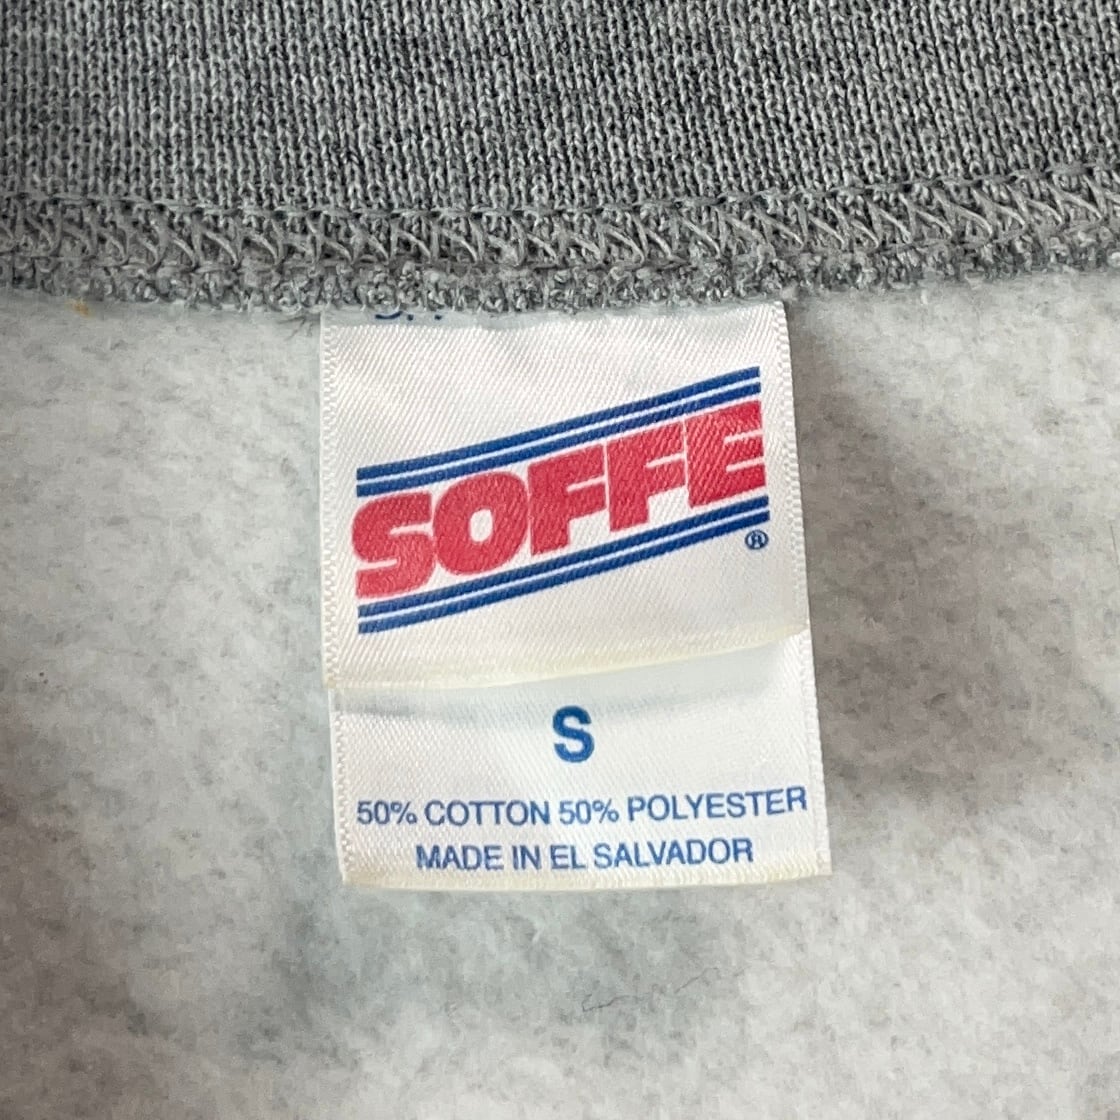 SOFFE®
S
50% COTTON 50% POLYESTER
MADE IN EL SALVADOR